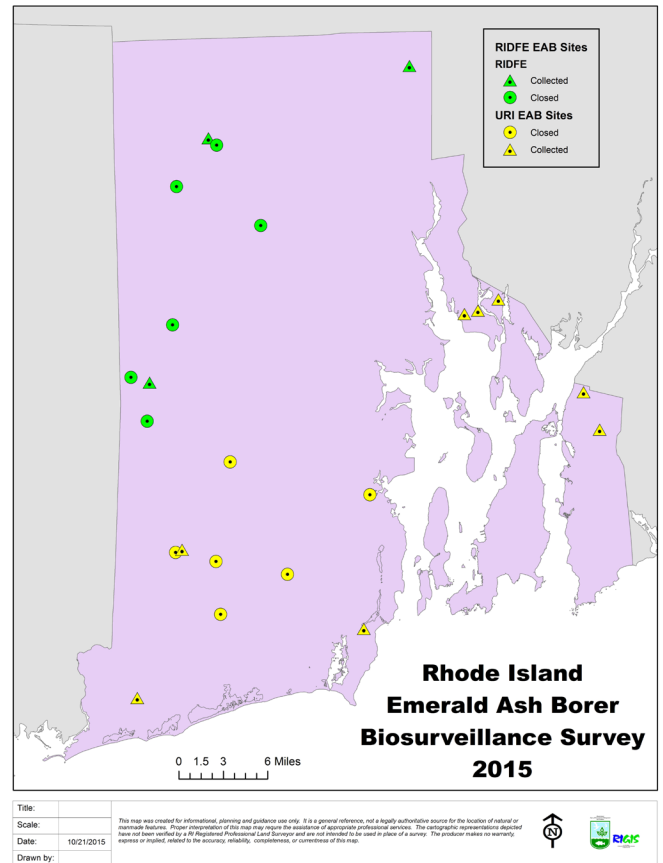 RIDFE EAB Sites
RIDFE
Collected
Closed
URI EAB Sites
Closed
Collected
Rhode Island
Emerald Ash Borer
Biosurveillance Survey
2015
0 1.5 3 6 Miles
Title:
Scale:
Date: 10/21/2015
Drawn by:
This map was created for informational, planning and guidance use only. It is a general reference, not a legally authoritative source for the location of natural or
manmade features. Proper interpretation of this map may require the assistance of appropriate professional services. The cartographic representations depicted
have not been verified by a RI Registered Professional Land Surveyor and are not intended to be used in place of a survey. The producer makes no warranty,
express or implied, related to the accuracy, reliability, completeness, or currentness of this map.
N
RIGIS